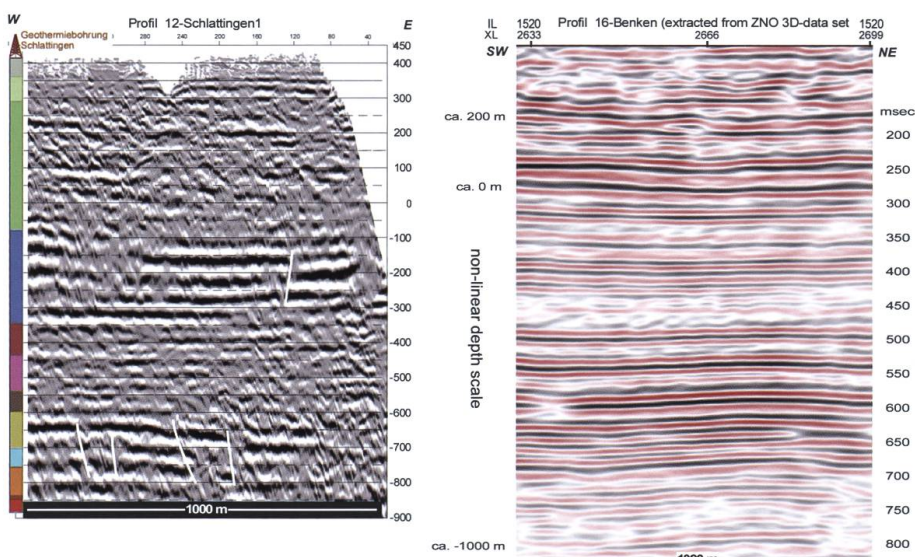 W
Profil 12-Schlattingen1
E
Geothermiebohrung
Schlattingen
280 240 200 160 120 80 40
450
400
300
200
100
0
-100
-200
-300
-400
-500
-600
-700
-800
-900
1000 m
IL 1520 Profil 16-Benken (extracted from ZNO 3D-data set 1520
XL 2633 2666 2699
SW
NE
ca. 200 m
msec
200
250
ca. 0 m
300
350
400
450
500
550
600
650
700
750
800
non-linear depth scale
ca. -1000 m